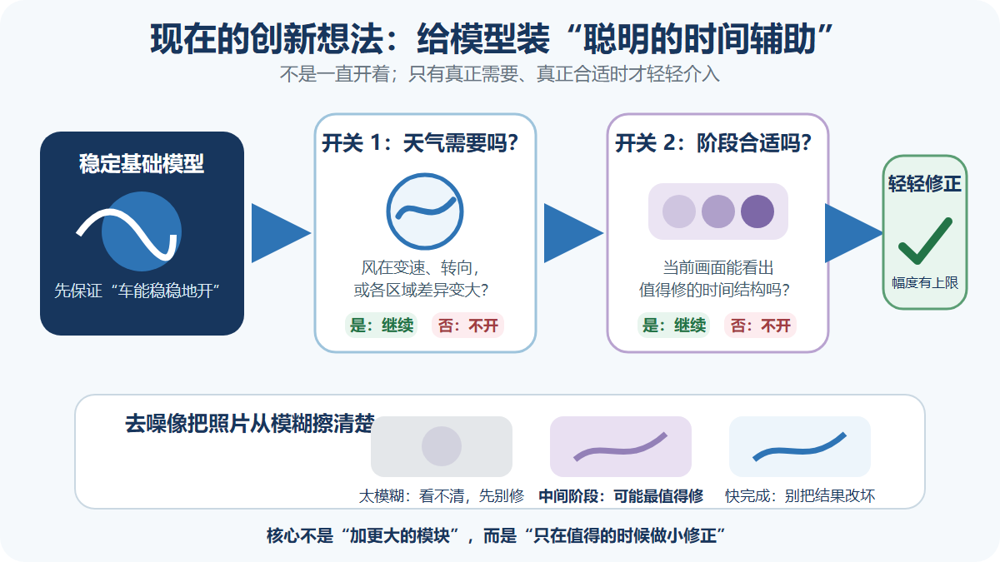 现在的创新想法：给模型装“聪明的时间辅助”
不是一直开着；只有真正需要、真正合适时才轻轻介入
稳定基础模型
先保证“车能稳稳地开”
开关 1：天气需要吗？
风在变速、转向，
或各区域差异变大？
是：继续
否：不开
开关 2：阶段合适吗？
当前画面能看出
值得修的时间结构吗？
是：继续
否：不开
轻轻修正
幅度有上限
去噪像把照片从模糊擦清楚
太模糊：看不清，先别修
中间阶段：可能最值得修
快完成：别把结果改坏
核心不是“加更大的模块”，而是“只在值得的时候做小修正”